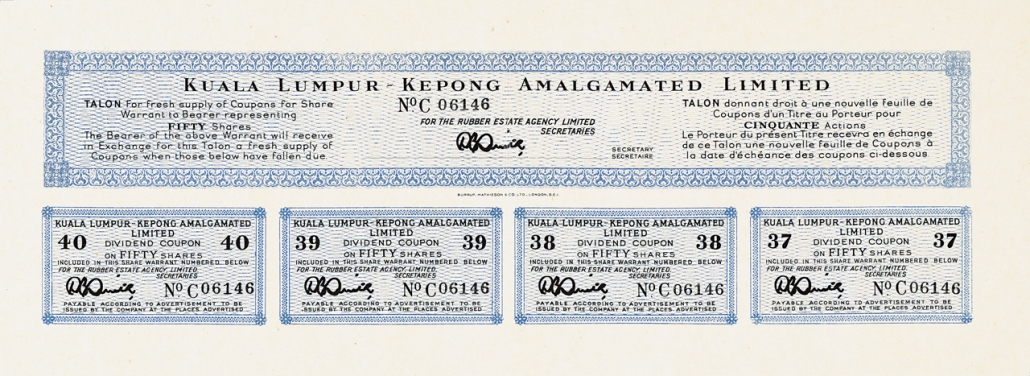 KUALA LUMPUR-KEPONG AMALGAMATED LIMITED
TALON For fresh supply of Coupons for Share
Warrant to Bearer representing
FIFTY Shares
The Bearer of the above Warrant will receive
in Exchange for this Talon a fresh supply of
Coupons when those below have fallen due
No C 06146
FOR THE RUBBER ESTATE AGENCY LIMITED
SECRETARIES
SECRETARY
SECRÉTAIRE
TALON donnant droit à une nouvelle feuille de
Coupons d'un Titre au Porteur pour
CINQUANTE Actions
Le Porteur du présent Titre recevra en échange
de ce Talon une nouvelle feuille de Coupons à
la date d'échéance des coupons ci-dessous
BURRUP, MATHIESON & CO. LTD., LONDON, S.E.1.
KUALA LUMPUR-KEPONG AMALGAMATED
LIMITED
40 DIVIDEND COUPON 40
ON FIFTY SHARES
INCLUDED IN THIS SHARE WARRANT NUMBERED BELOW
FOR THE RUBBER ESTATE AGENCY, LIMITED.
SECRETARIES
No C06146
PAYABLE ACCORDING TO ADVERTISEMENT TO BE
ISSUED BY THE COMPANY AT THE PLACES ADVERTISED
KUALA LUMPUR-KEPONG AMALGAMATED
LIMITED
39 DIVIDEND COUPON 39
ON FIFTY SHARES
INCLUDED IN THIS SHARE WARRANT NUMBERED BELOW
FOR THE RUBBER ESTATE AGENCY, LIMITED.
SECRETARIES
No C06146
PAYABLE ACCORDING TO ADVERTISEMENT TO BE
ISSUED BY THE COMPANY AT THE PLACES ADVERTISED
KUALA LUMPUR-KEPONG AMALGAMATED
LIMITED
38 DIVIDEND COUPON 38
ON FIFTY SHARES
INCLUDED IN THIS SHARE WARRANT NUMBERED BELOW
FOR THE RUBBER ESTATE AGENCY, LIMITED.
SECRETARIES
No C06146
PAYABLE ACCORDING TO ADVERTISEMENT TO BE
ISSUED BY THE COMPANY AT THE PLACES ADVERTISED
KUALA LUMPUR-KEPONG AMALGAMATED
LIMITED
37 DIVIDEND COUPON 37
ON FIFTY SHARES
INCLUDED IN THIS SHARE WARRANT NUMBERED BELOW
FOR THE RUBBER ESTATE AGENCY, LIMITED.
SECRETARIES
No C06146
PAYABLE ACCORDING TO ADVERTISEMENT TO BE
ISSUED BY THE COMPANY AT THE PLACES ADVERTISED